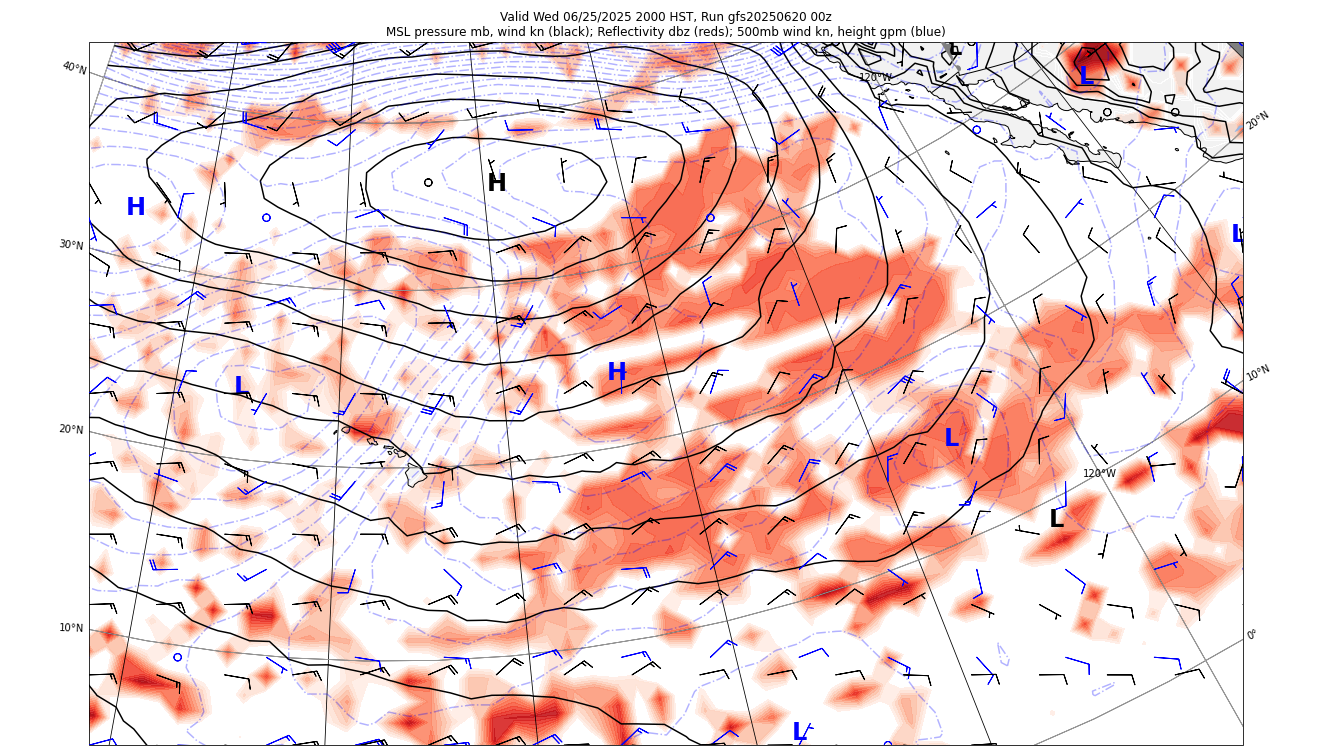 Valid Wed 06/25/2025 2000 HST, Run gfs20250620 00z
MSL pressure mb, wind kn (black); Reflectivity dbz (reds); 500mb wind kn, height gpm (blue)
L
40°N
120°W
L
20°N
H
H
L
30°N
H
10°N
L
20°N
L
120°W
L
10°N
0°
L